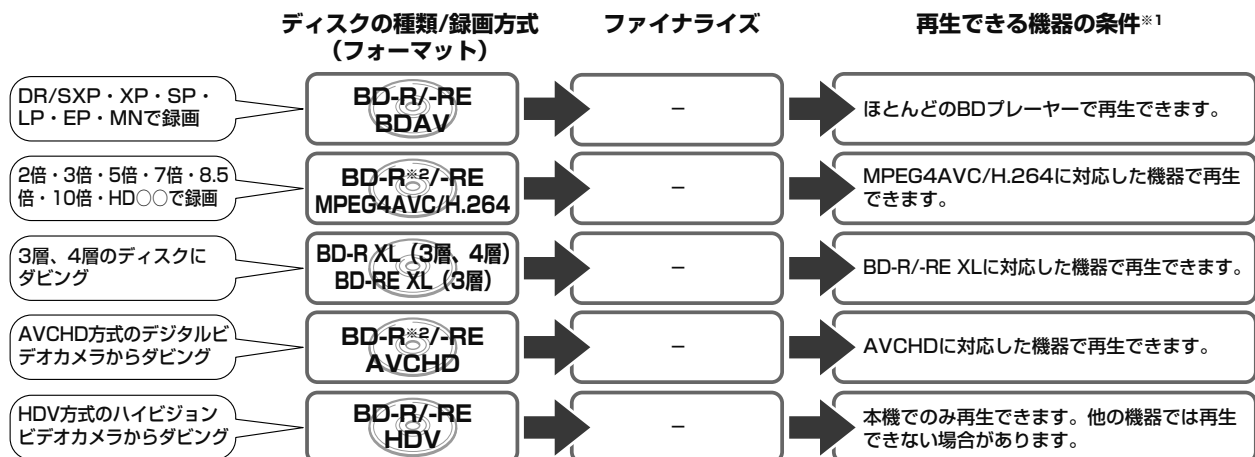 ディスクの種類/録画方式
（フォーマット）
ファイナライズ
再生できる機器の条件※1
DR/SXP・XP・SP・
LP・EP・MNで録画
BD-R/-RE
BDAV
−
ほとんどのBDプレーヤーで再生できます。
2倍・3倍・5倍・7倍・8.5
倍・10倍・HD○○で録画
BD-R※2/-RE
MPEG4AVC/H.264
−
MPEG4AVC/H.264に対応した機器で再生
できます。
3層、4層のディスクに
ダビング
BD-R XL（3層、4層）
BD-RE XL（3層）
−
BD-R/-RE XLに対応した機器で再生できます。
AVCHD方式のデジタルビ
デオカメラからダビング
BD-R※2/-RE
AVCHD
−
AVCHDに対応した機器で再生できます。
HDV方式のハイビジョン
ビデオカメラからダビング
BD-R/-RE
HDV
−
本機でのみ再生できます。他の機器では再生
できない場合があります。